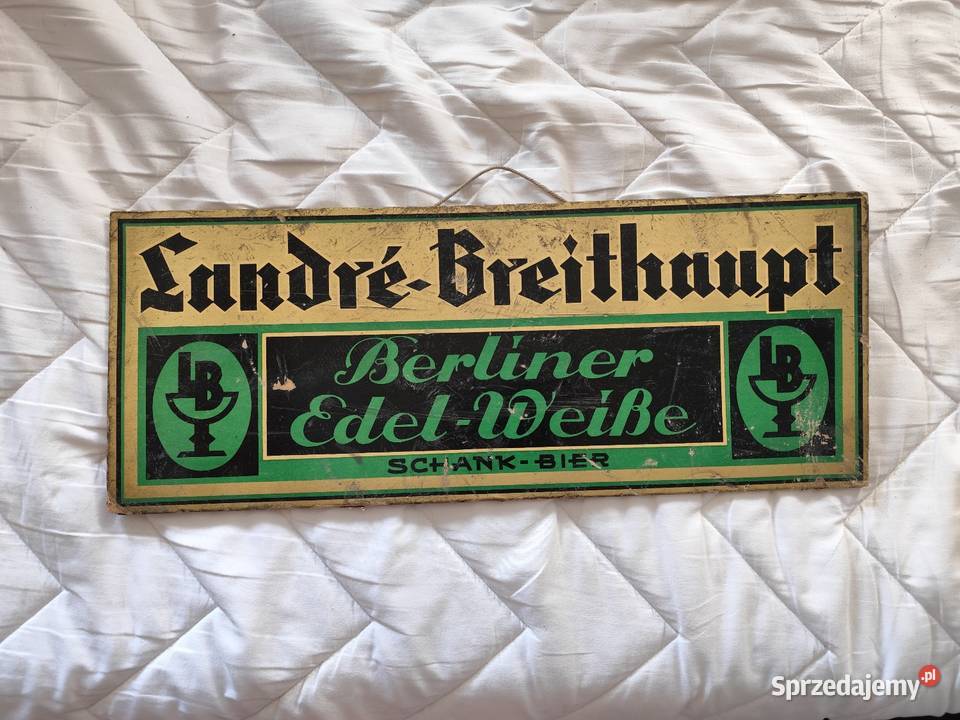 Landré-Breithaupt
LB
Berliner
Edel-Weiße
LB
SCHANK-BIER
Sprzedajemy.pl